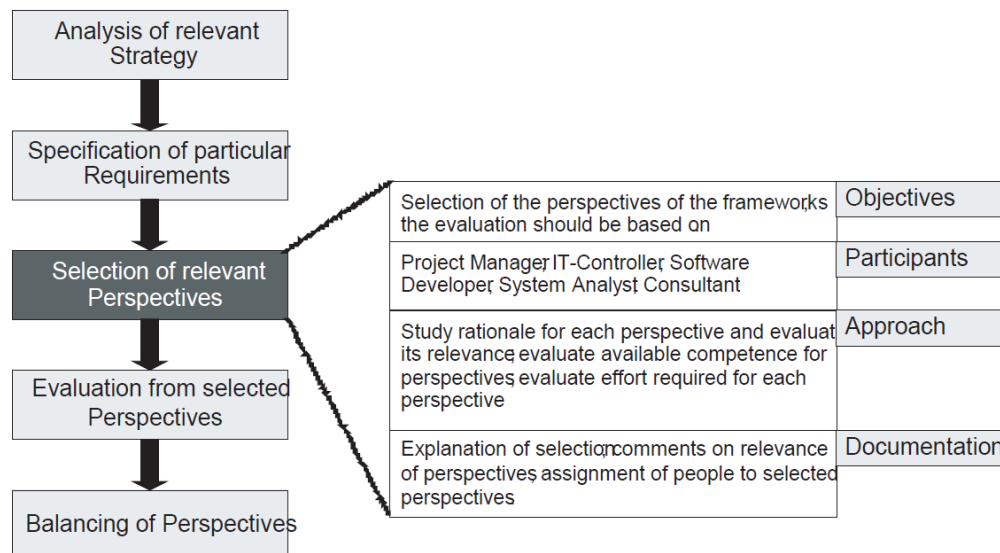 Analysis of relevant
Strategy
Specification of particular
Requirements
Selection of relevant
Perspectives
Evaluation from selected
Perspectives
Balancing of Perspectives
Selection of the perspectives of the frameworks,
the evaluation should be based on
Objectives
Project Manager, IT-Controller, Software
Developer, System Analyst, Consultant
Participants
Study rationale for each perspective and evaluat
its relevance; evaluate available competence for
perspectives; evaluate effort required for each
perspective
Approach
Explanation of selection, comments on relevance
of perspectives, assignment of people to selected
perspectives
Documentation